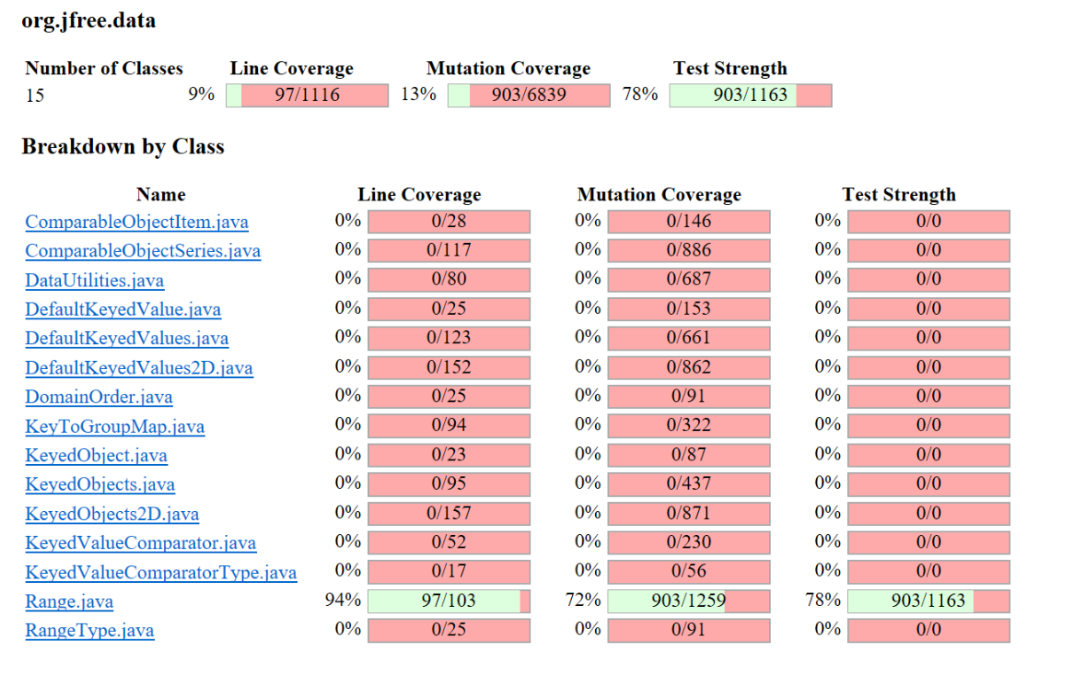 org.jfree.data
Number of Classes Line Coverage Mutation Coverage Test Strength
15 9% 97/1116 13% 903/6839 78% 903/1163
Breakdown by Class
Name Line Coverage Mutation Coverage Test Strength
ComparableObjectItem.java 0% 0/28 0% 0/146 0% 0/0
ComparableObjectSeries.java 0% 0/117 0% 0/886 0% 0/0
DataUtilities.java 0% 0/80 0% 0/687 0% 0/0
DefaultKeyedValue.java 0% 0/25 0% 0/153 0% 0/0
DefaultKeyedValues.java 0% 0/123 0% 0/661 0% 0/0
DefaultKeyedValues2D.java 0% 0/152 0% 0/862 0% 0/0
DomainOrder.java 0% 0/25 0% 0/91 0% 0/0
KeyToGroupMap.java 0% 0/94 0% 0/322 0% 0/0
KeyedObject.java 0% 0/23 0% 0/87 0% 0/0
KeyedObjects.java 0% 0/95 0% 0/437 0% 0/0
KeyedObjects2D.java 0% 0/157 0% 0/871 0% 0/0
KeyedValueComparator.java 0% 0/52 0% 0/230 0% 0/0
KeyedValueComparatorType.java 0% 0/17 0% 0/56 0% 0/0
Range.java 94% 97/103 72% 903/1259 78% 903/1163
RangeType.java 0% 0/25 0% 0/91 0% 0/0